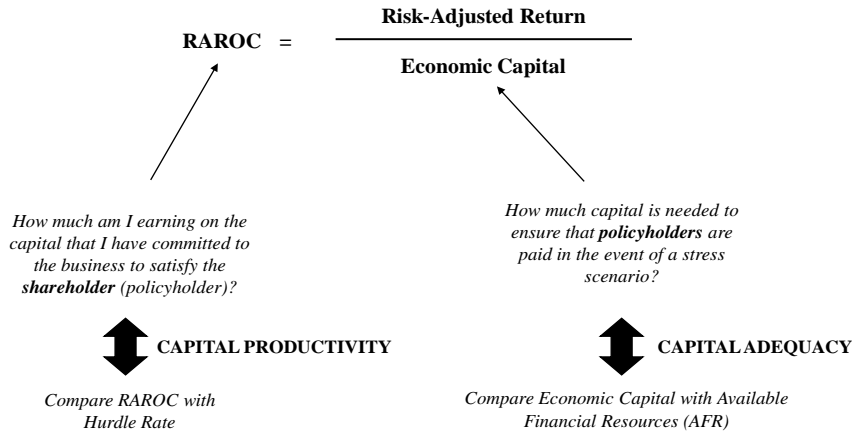 Risk-Adjusted Return
RAROC =
Economic Capital
How much am I earning on the
capital that I have committed to
the business to satisfy the
shareholder (policyholder)?
How much capital is needed to
ensure that policyholders are
paid in the event of a stress
scenario?
CAPITAL PRODUCTIVITY
CAPITAL ADEQUACY
Compare RAROC with
Hurdle Rate
Compare Economic Capital with Available
Financial Resources (AFR)